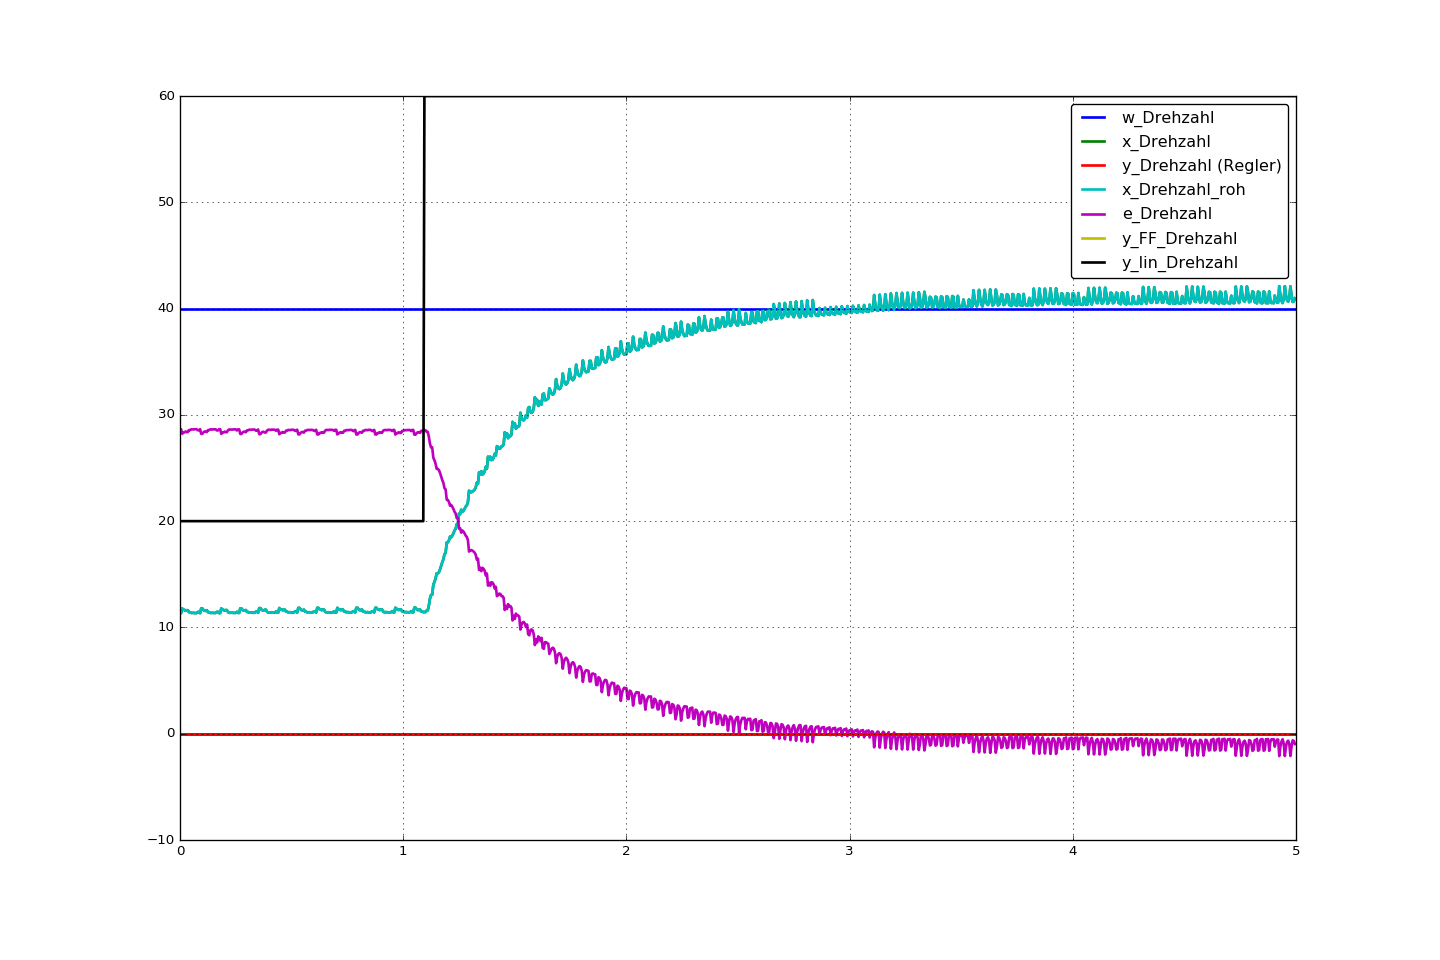 60
50
40
30
20
10
0
−10
0 1 2 3 4 5
w_Drehzahl
x_Drehzahl
y_Drehzahl (Regler)
x_Drehzahl_roh
e_Drehzahl
y_FF_Drehzahl
y_lin_Drehzahl